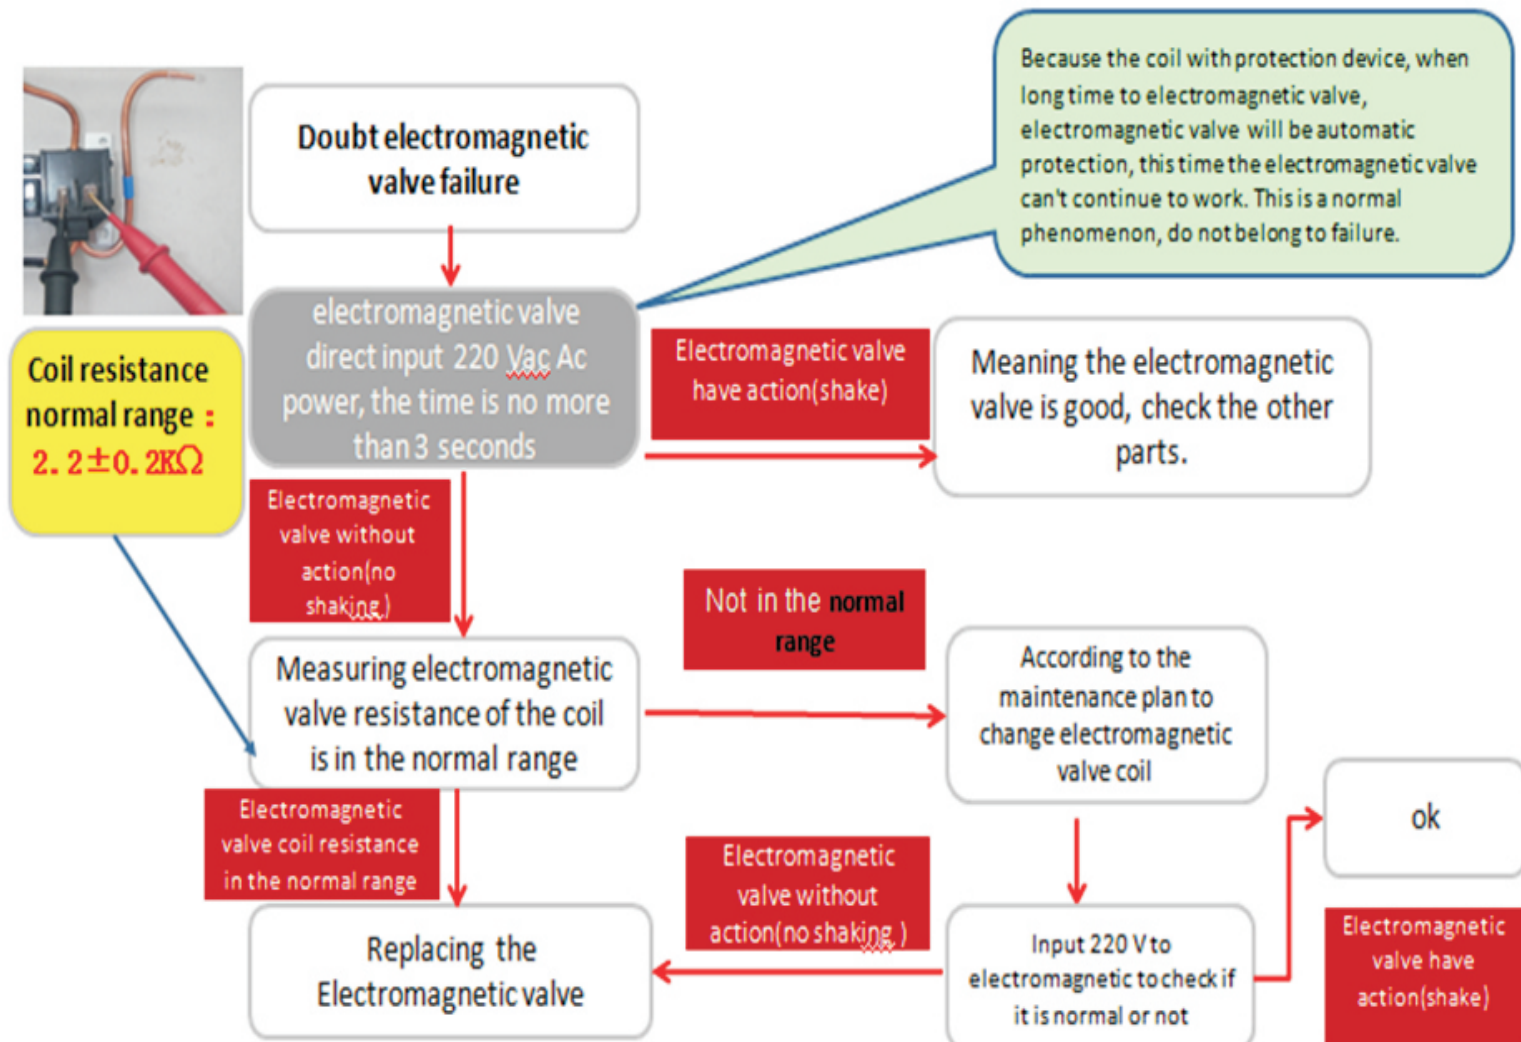 Doubt electromagnetic
valve failure
Because the coil with protection device, when
long time to electromagnetic valve,
electromagnetic valve will be automatic
protection, this time the electromagnetic valve
can't continue to work. This is a normal
phenomenon, do not belong to failure.
electromagnetic valve
direct input 220 Vac Ac
power, the time is no more
than 3 seconds
Coil resistance
normal range :
2. 2±0. 2KΩ
Electromagnetic valve
have action(shake)
Meaning the electromagnetic
valve is good, check the other
parts.
Electromagnetic
valve without
action(no
shaking.)
Not in the normal
range
Measuring electromagnetic
valve resistance of the coil
is in the normal range
According to the
maintenance plan to
change electromagnetic
valve coil
ok
Electromagnetic
valve coil resistance
in the normal range
Electromagnetic
valve without
action(no shaking.)
Replacing the
Electromagnetic valve
Input 220 V to
electromagnetic to check if
it is normal or not
Electromagnetic
valve have
action(shake)